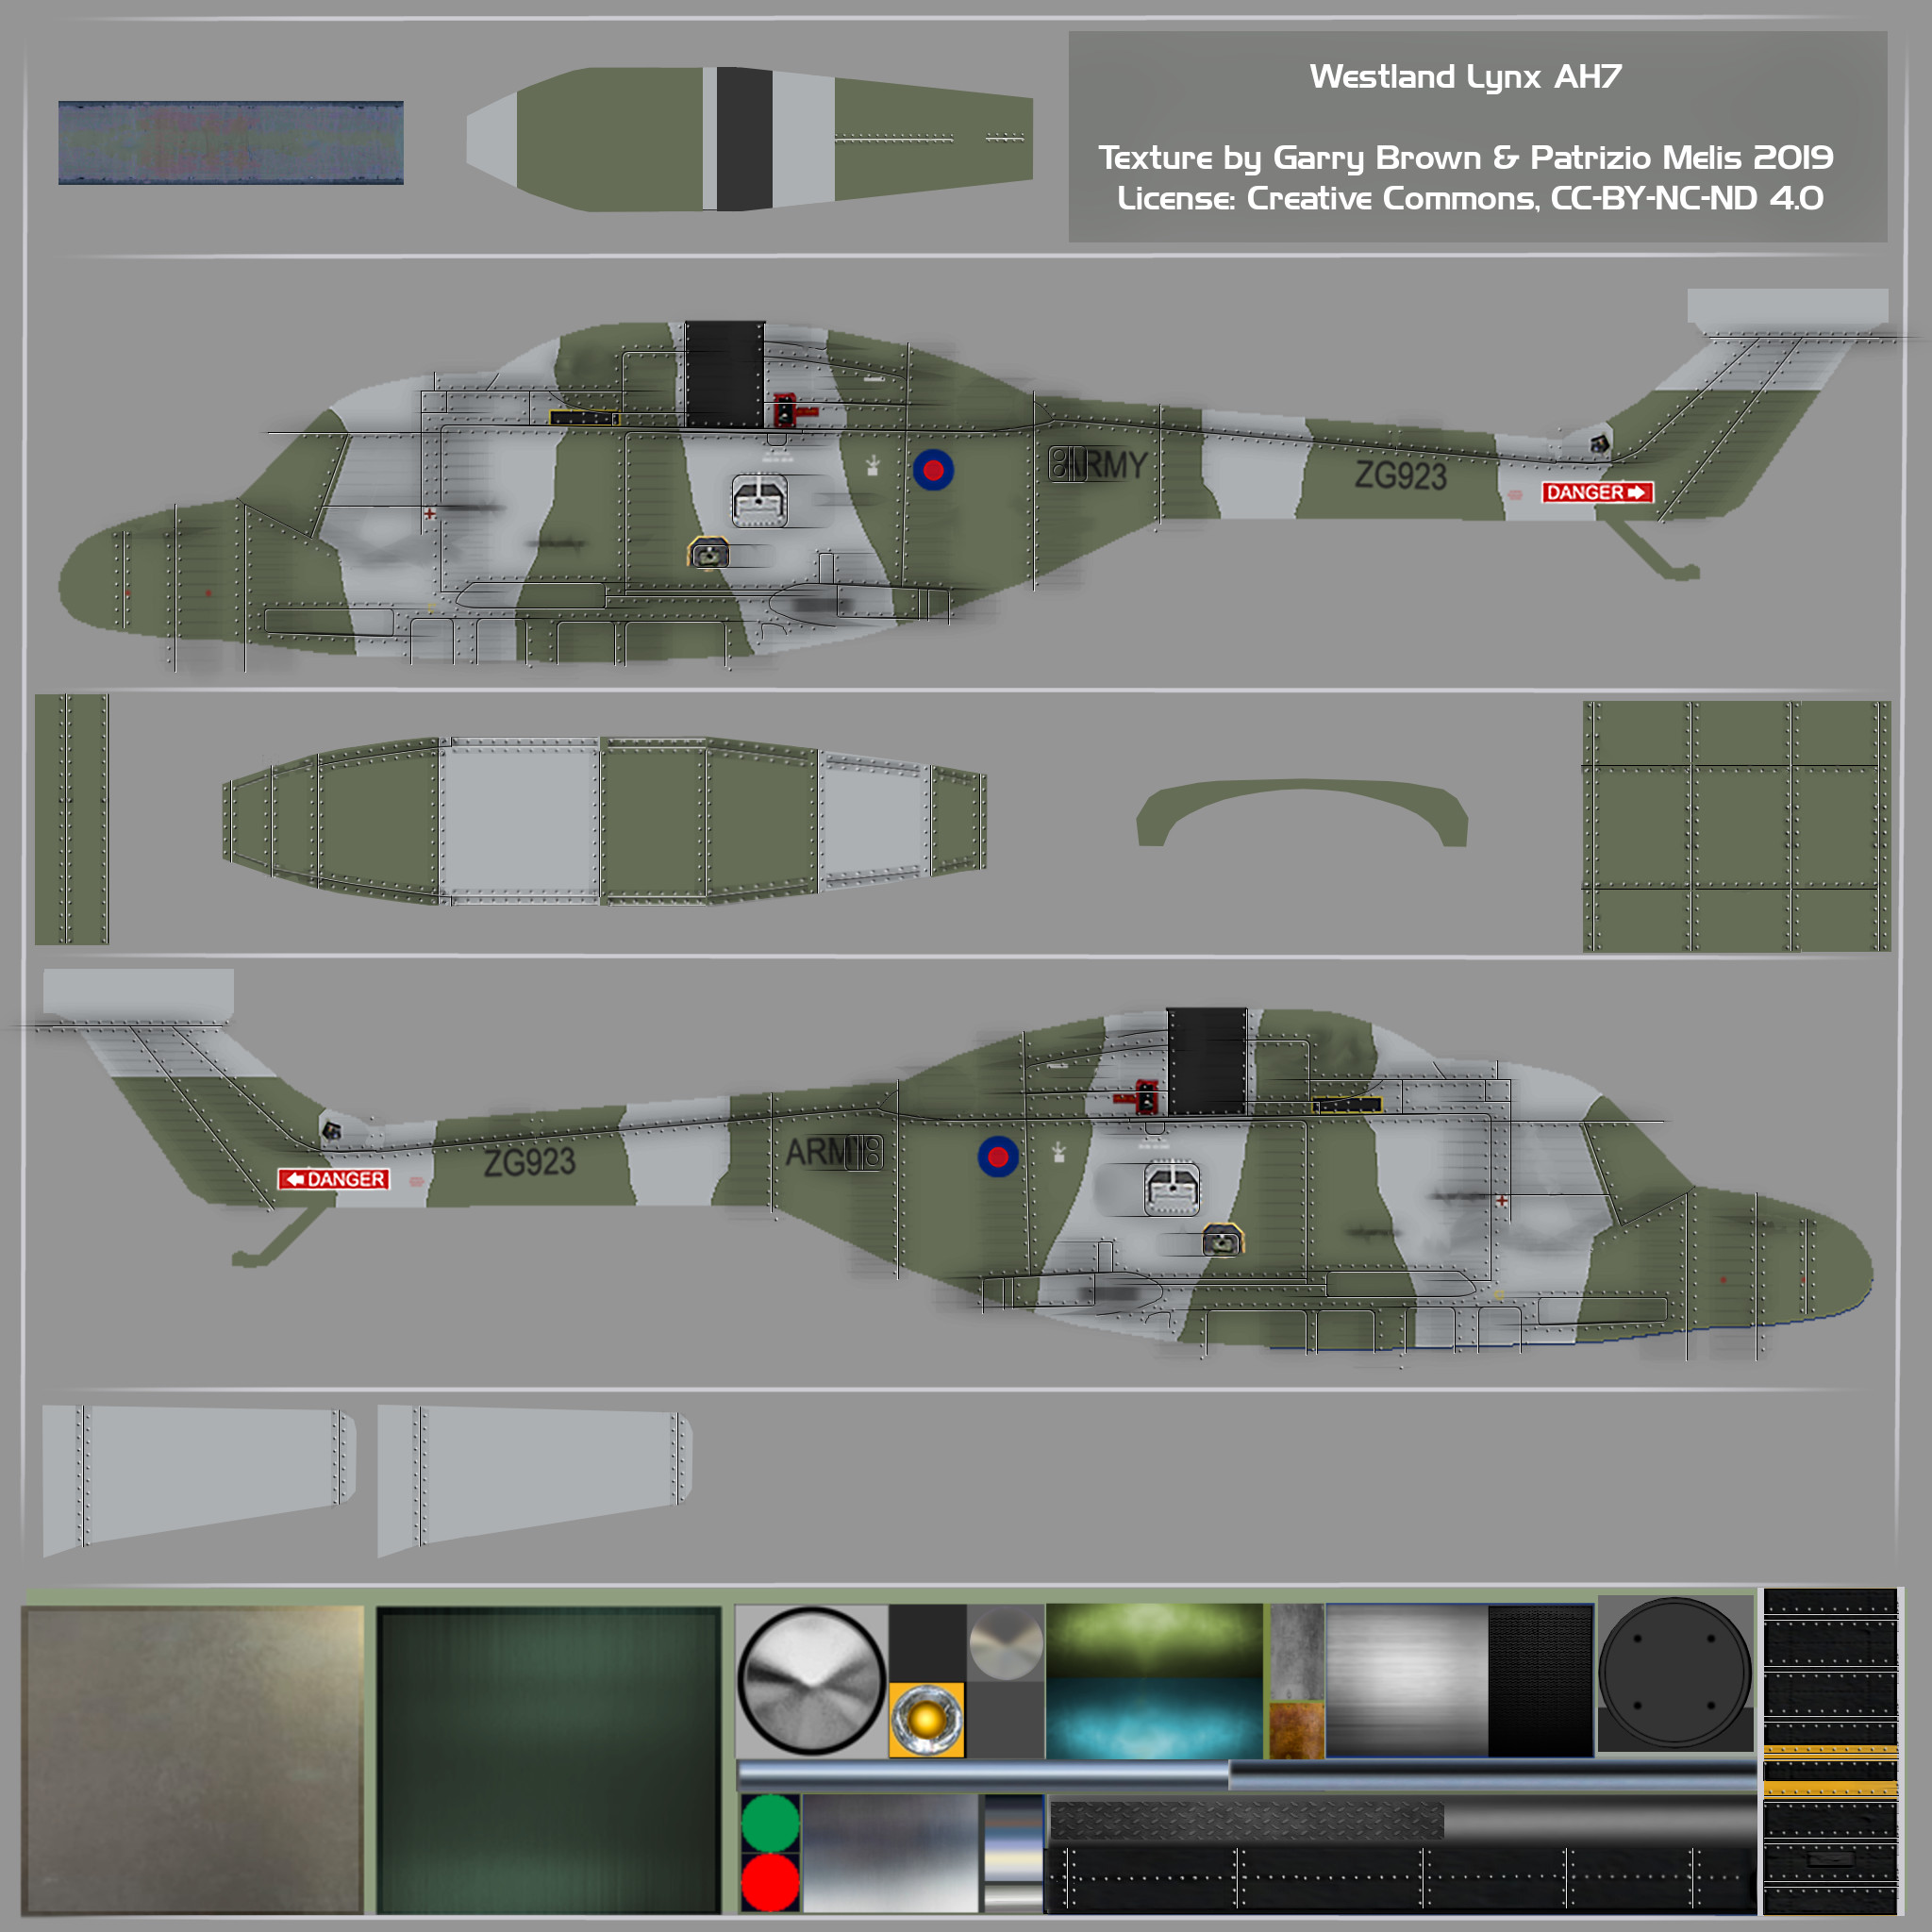 Westland Lynx AH7
Texture by Garry Brown & Patrizio Melis 2019
License: Creative Commons, CC-BY-NC-ND 4.0
ARMY
ZG923
DANGER
ZG923
DANGER